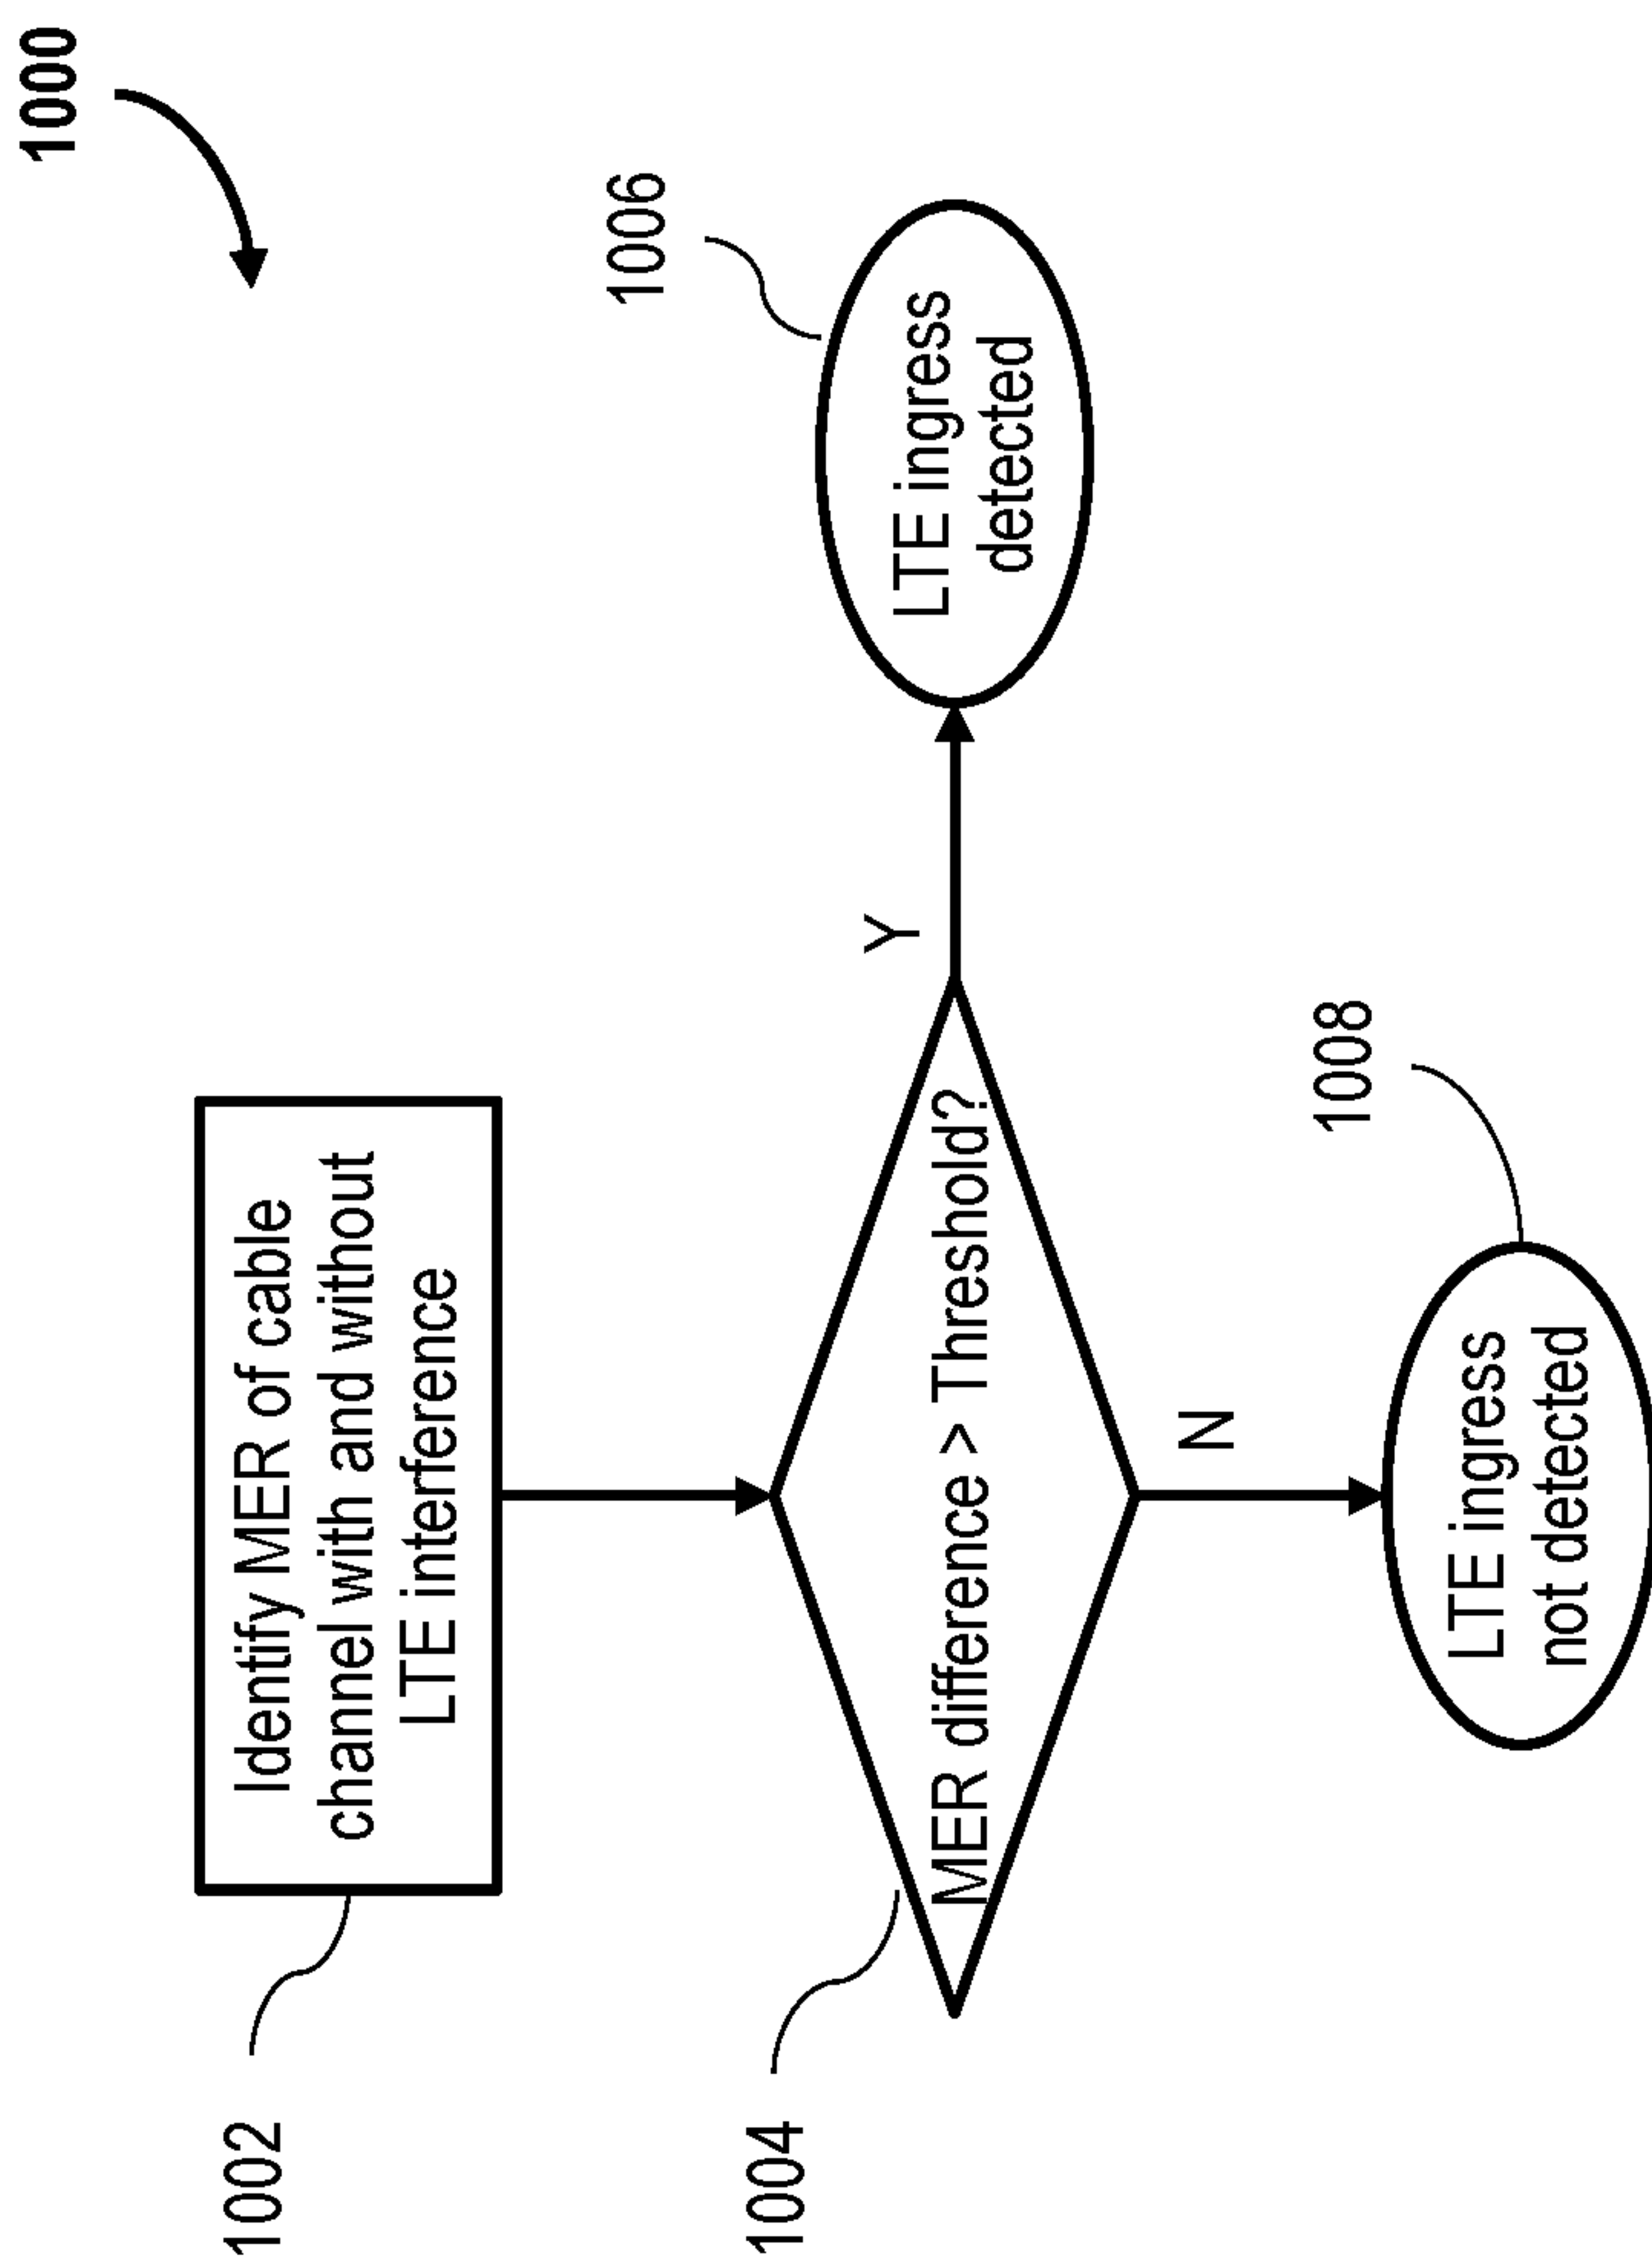 1000
1002
Identify MER of cable
channel with and without
LTE interference
1004
MER difference > Threshold?
Y
1006
LTE ingress
detected
N
1008
LTE ingress
not detected